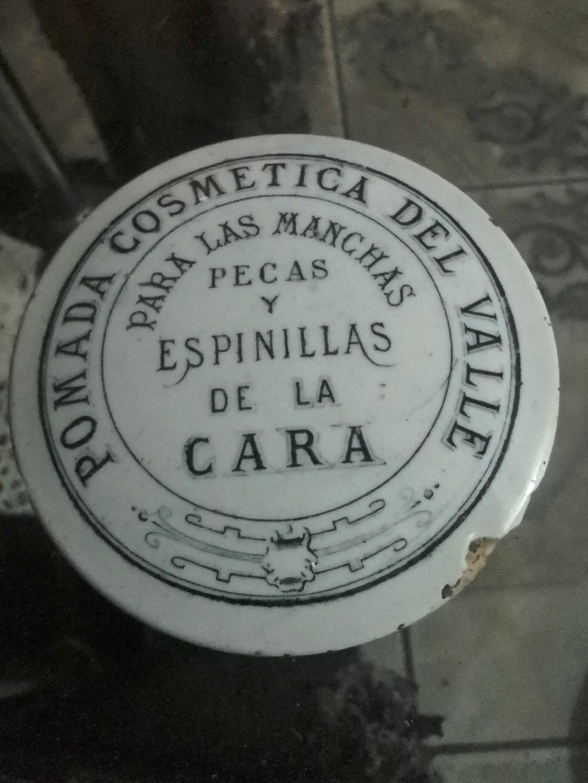 POMADA COSMETICA DEL VALLE
PARA LAS MANCHAS
PECAS
Y
ESPINILLAS
DE LA
CARA